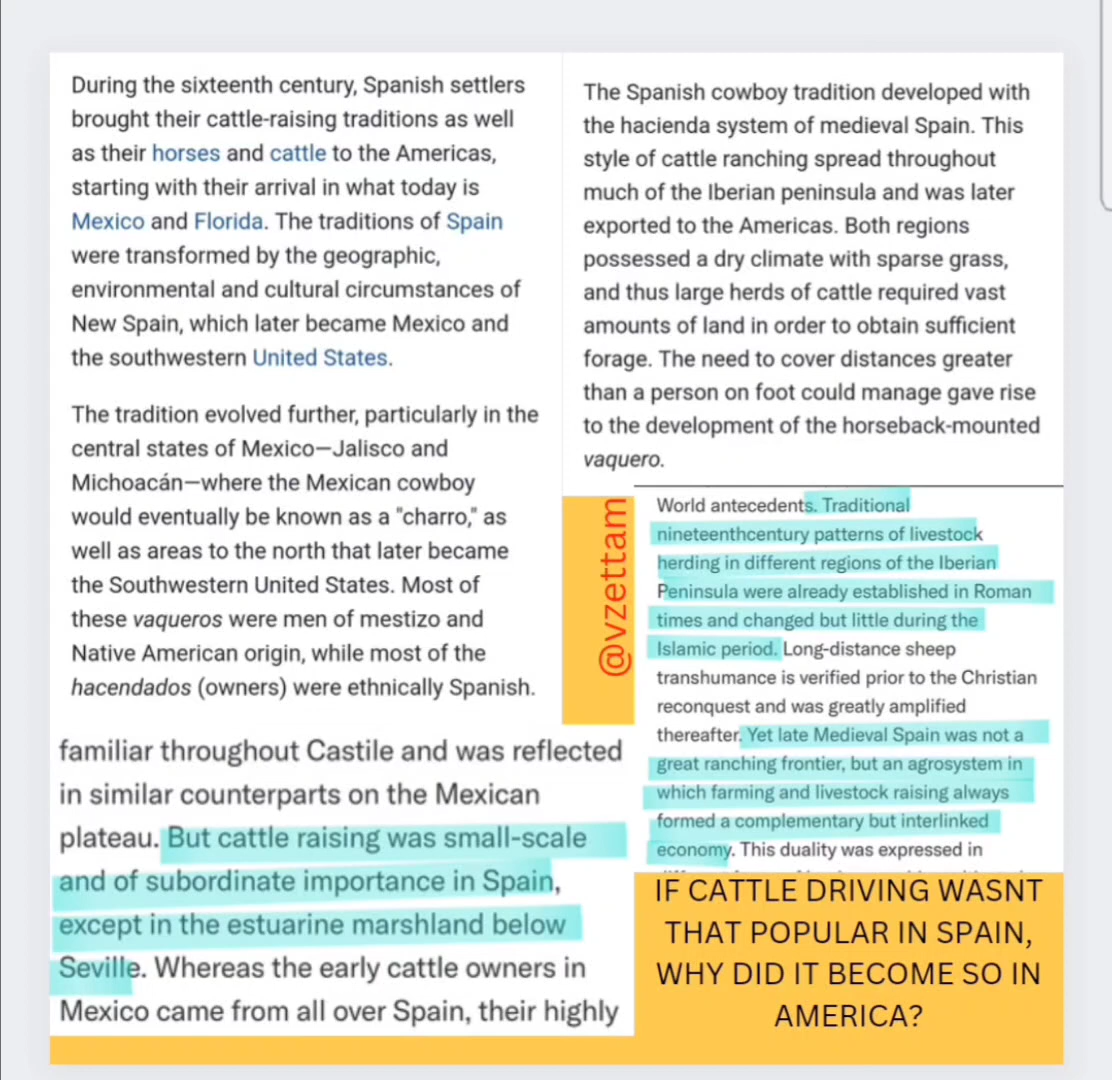 During the sixteenth century, Spanish settlers
brought their cattle-raising traditions as well
as their horses and cattle to the Americas,
starting with their arrival in what today is
Mexico and Florida. The traditions of Spain
were transformed by the geographic,
environmental and cultural circumstances of
New Spain, which later became Mexico and
the southwestern United States.
The tradition evolved further, particularly in the
central states of Mexico—Jalisco and
Michoacán—where the Mexican cowboy
would eventually be known as a "charro," as
well as areas to the north that later became
the Southwestern United States. Most of
these vaqueros were men of mestizo and
Native American origin, while most of the
hacendados (owners) were ethnically Spanish.
familiar throughout Castile and was reflected
in similar counterparts on the Mexican
plateau. But cattle raising was small-scale
and of subordinate importance in Spain,
except in the estuarine marshland below
Seville. Whereas the early cattle owners in
Mexico came from all over Spain, their highly
The Spanish cowboy tradition developed with
the hacienda system of medieval Spain. This
style of cattle ranching spread throughout
much of the Iberian peninsula and was later
exported to the Americas. Both regions
possessed a dry climate with sparse grass,
and thus large herds of cattle required vast
amounts of land in order to obtain sufficient
forage. The need to cover distances greater
than a person on foot could manage gave rise
to the development of the horseback-mounted
vaquero.
@vzettam
World antecedents. Traditional
nineteenthcentury patterns of livestock
herding in different regions of the Iberian
Peninsula were already established in Roman
times and changed but little during the
Islamic period. Long-distance sheep
transhumance is verified prior to the Christian
reconquest and was greatly amplified
thereafter. Yet late Medieval Spain was not a
great ranching frontier, but an agrosystem in
which farming and livestock raising always
formed a complementary but interlinked
economy. This duality was expressed in
IF CATTLE DRIVING WASNT
THAT POPULAR IN SPAIN,
WHY DID IT BECOME SO IN
AMERICA?